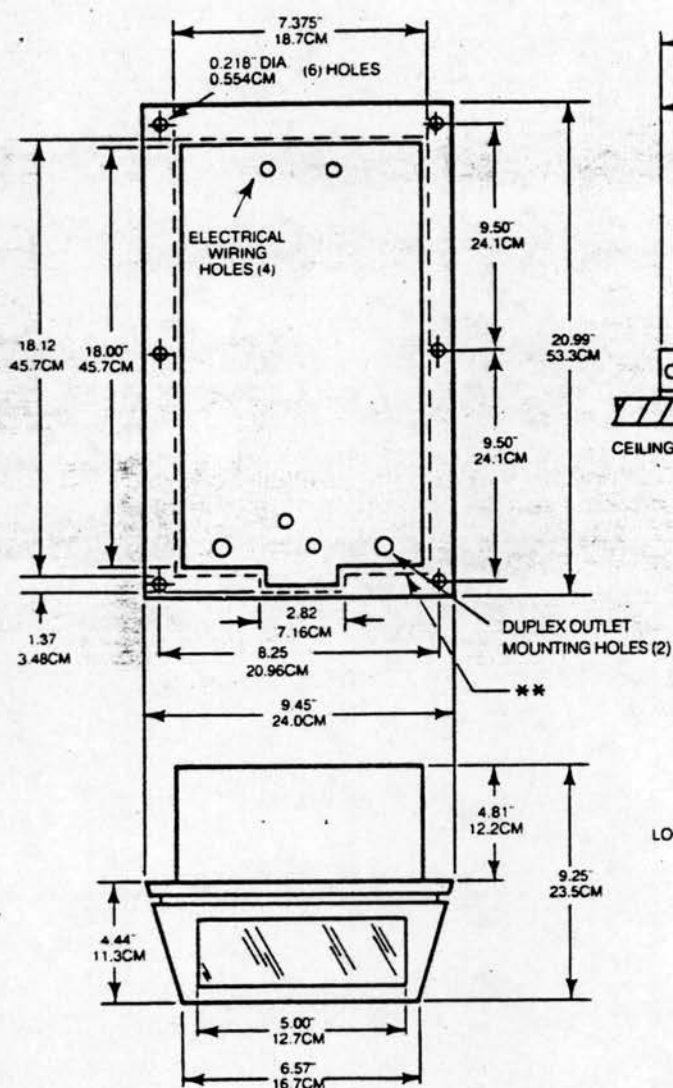 7.375"
18.7CM
0.218" DIA.
0.554CM
(6) HOLES
ELECTRICAL
WIRING
HOLES (4)
9.50"
24.1CM
20.99"
53.3CM
18.12
45.7CM
18.00"
45.7CM
9.50"
24.1CM
CEILING
1.37
3.48CM
2.82
7.16CM
8.25
20.96CM
DUPLEX OUTLET
MOUNTING HOLES (2)
**
9.45"
24.0CM
4.81"
12.2CM
9.25"
23.5CM
LO
4.44"
11.3CM
5.00"
12.7CM
6.57"
16.7CM